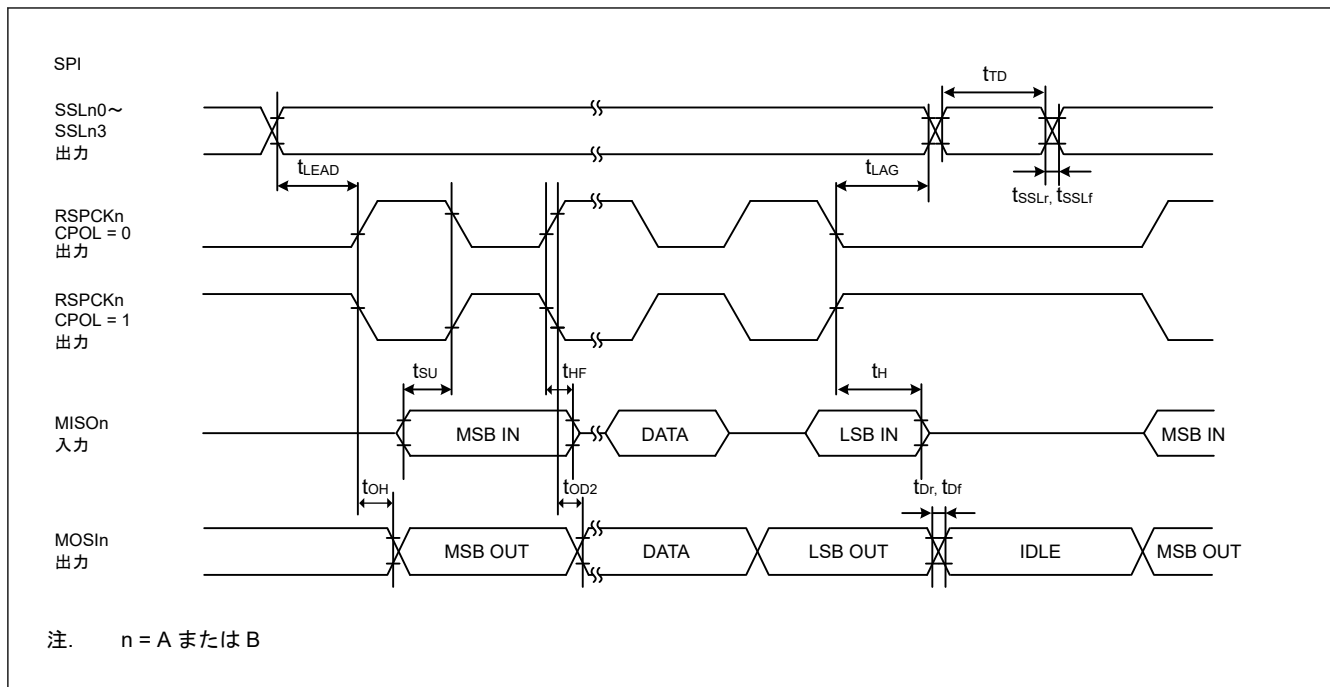 SPI
tTD
SSLn0～
SSLn3
出力
tLEAD
tLAG
tSSLr, tSSLf
RSPCKn
CPOL = 0
出力
RSPCKn
CPOL = 1
出力
tSU
tHF
tH
MISOn
入力
MSB IN
DATA
LSB IN
MSB IN
tOH
tOD2
tDr, tDf
MOSIn
出力
MSB OUT
DATA
LSB OUT
IDLE
MSB OUT
注. n = A または B